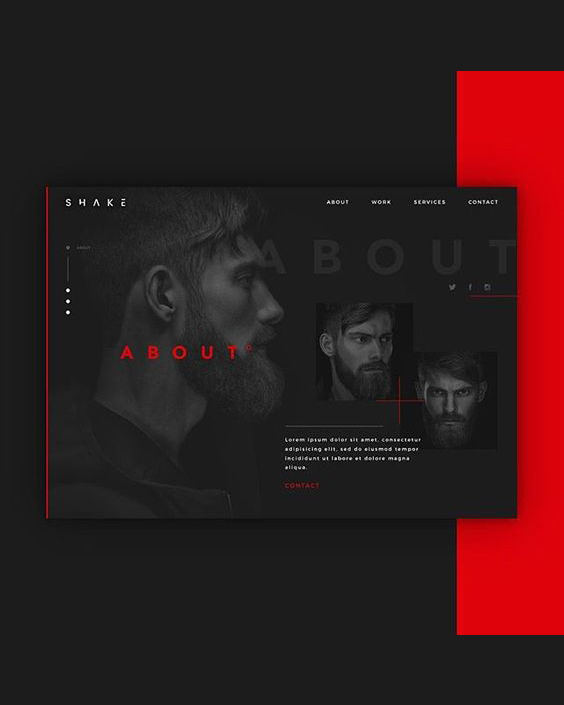 SHAKE
ABOUT WORK SERVICES CONTACT
ABOUT
ABOUT
ABOUT°
Lorem ipsum dolor sit amet, consectetur
adipisicing elit, sed do eiusmod tempor
incididunt ut labore et dolore magna
aliqua.
CONTACT